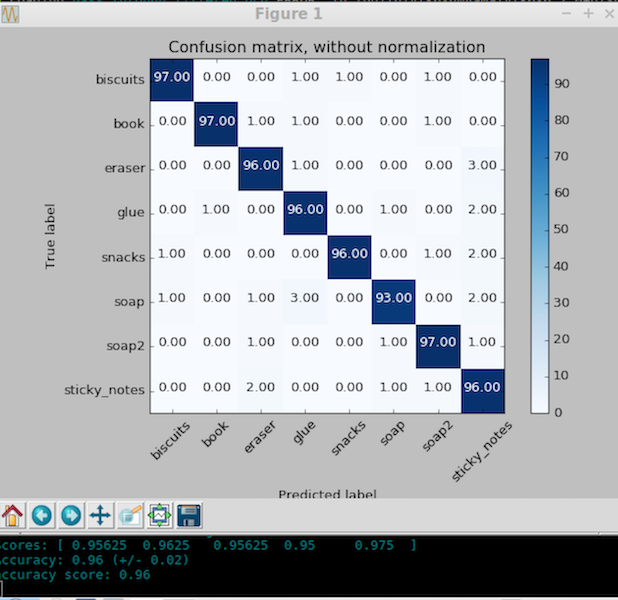 Figure 1
Confusion matrix, without normalization
biscuits 97.00 0.00 0.00 1.00 1.00 0.00 1.00 0.00 90
book 0.00 97.00 1.00 1.00 0.00 0.00 1.00 0.00 80
70
eraser 0.00 0.00 96.00 1.00 0.00 0.00 0.00 3.00
60
glue 0.00 1.00 0.00 96.00 0.00 1.00 0.00 2.00 50
True label
snacks 1.00 0.00 0.00 0.00 96.00 0.00 1.00 2.00 40
30
soap 1.00 0.00 1.00 3.00 0.00 93.00 0.00 2.00
20
soap2 0.00 0.00 1.00 0.00 0.00 1.00 97.00 1.00
10
sticky_notes 0.00 0.00 2.00 0.00 0.00 1.00 1.00 96.00
0
biscuits book eraser glue snacks soap soap2 sticky_notes
Predicted label
cores: [ 0.95625 0.9625 0.95625 0.95 0.975 ]
ccuracy: 0.96 (+/- 0.02)
accuracy score: 0.96